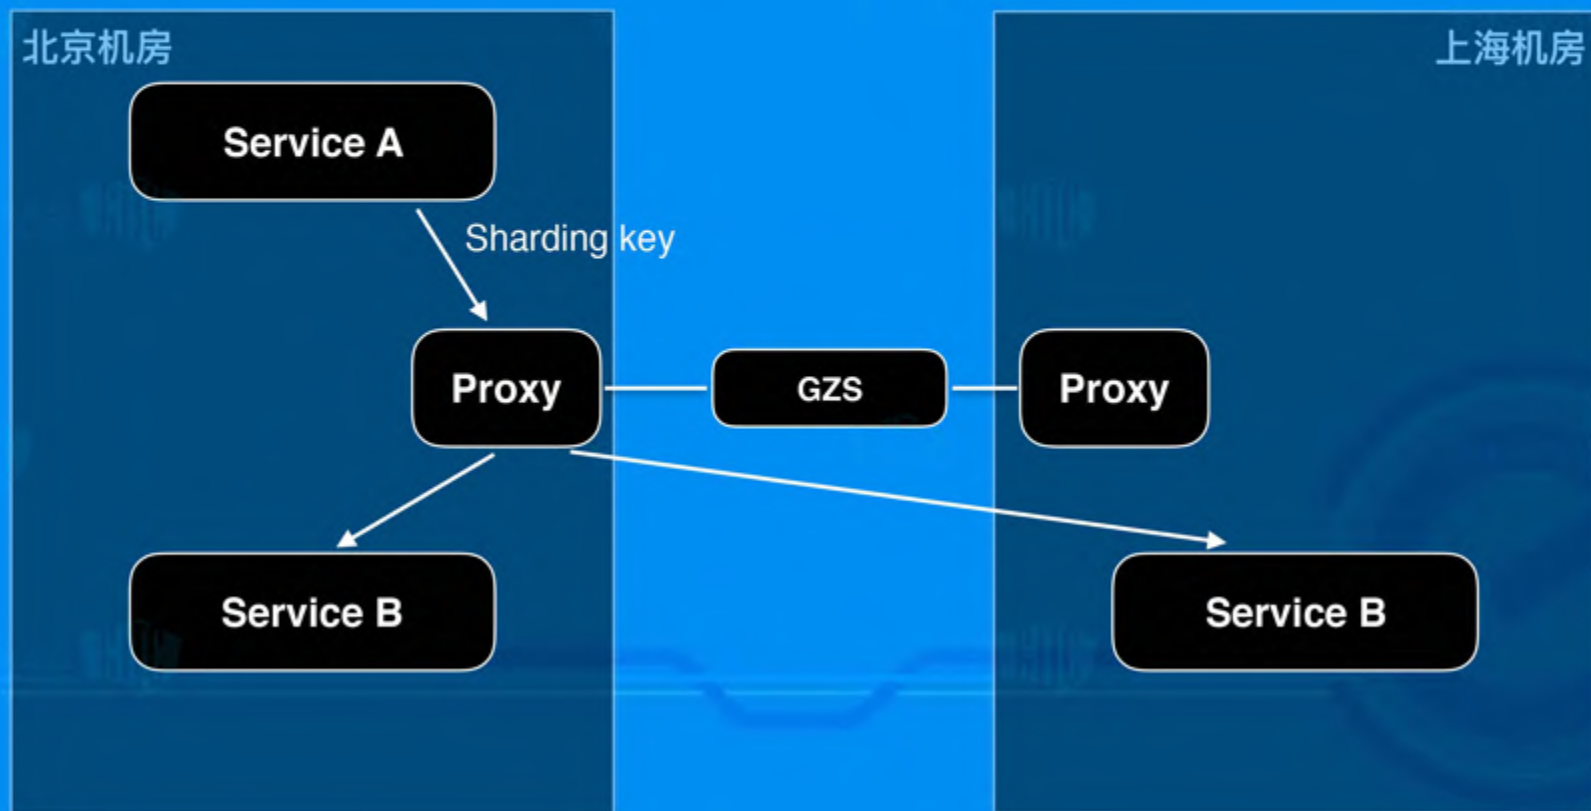 北京机房
上海机房
Service A
Sharding key
Proxy
GZS
Proxy
Service B
Service B